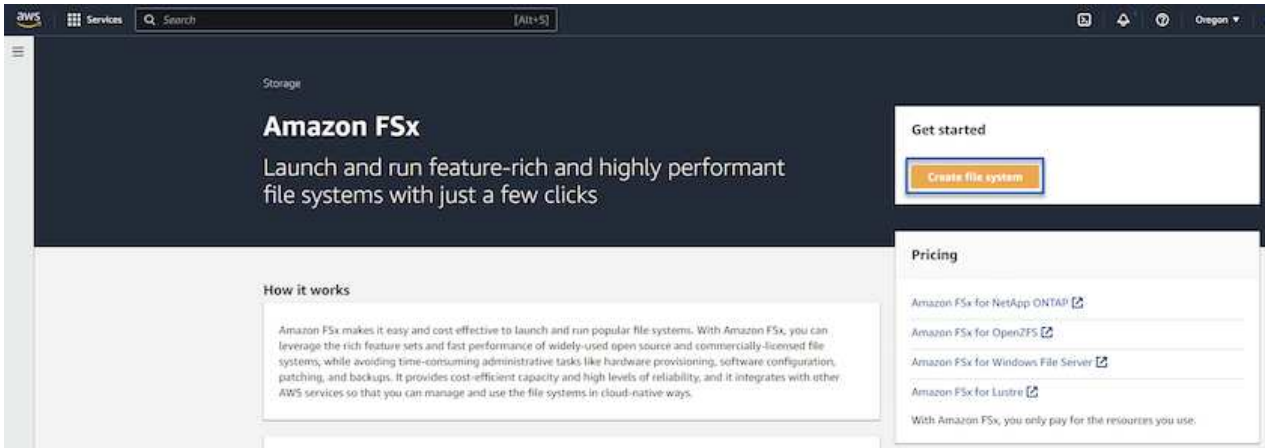 aws
Services
Search
[Alt+S]
Oregon
Storage
Amazon FSx
Launch and run feature-rich and highly performant
file systems with just a few clicks
Get started
Create file system
Pricing
Amazon FSx for NetApp ONTAP
Amazon FSx for OpenZFS
Amazon FSx for Windows File Server
Amazon FSx for Lustre
With Amazon FSx, you only pay for the resources you use.
How it works
Amazon FSx makes it easy and cost effective to launch and run popular file systems. With Amazon FSx, you can
leverage the rich feature sets and fast performance of widely-used open source and commercially-licensed file
systems, while avoiding time-consuming administrative tasks like hardware provisioning, software configuration,
patching, and backups. It provides cost-efficient capacity and high levels of reliability, and it integrates with other
AWS services so that you can manage and use the file systems in cloud-native ways.